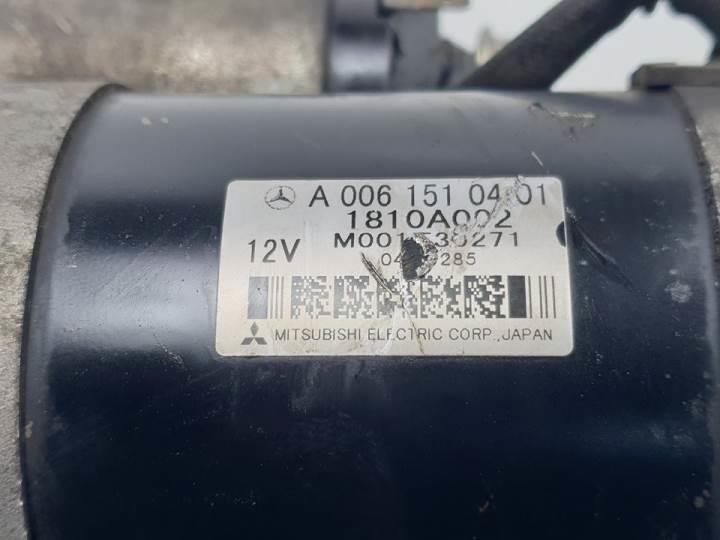 A 006 151 04 01
1810A002
12V
MITSUBISHI ELECTRIC CORP., JAPAN